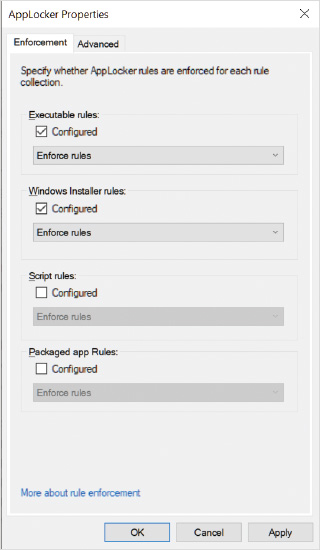 AppLocker Properties
Enforcement Advanced
Specify whether AppLocker rules are enforced for each rule
collection.
Executable rules:
Configured
Enforce rules
Windows Installer rules:
Configured
Enforce rules
Script rules:
Configured
Enforce rules
Packaged app Rules:
Configured
Enforce rules
More about rule enforcement
OK Cancel Apply